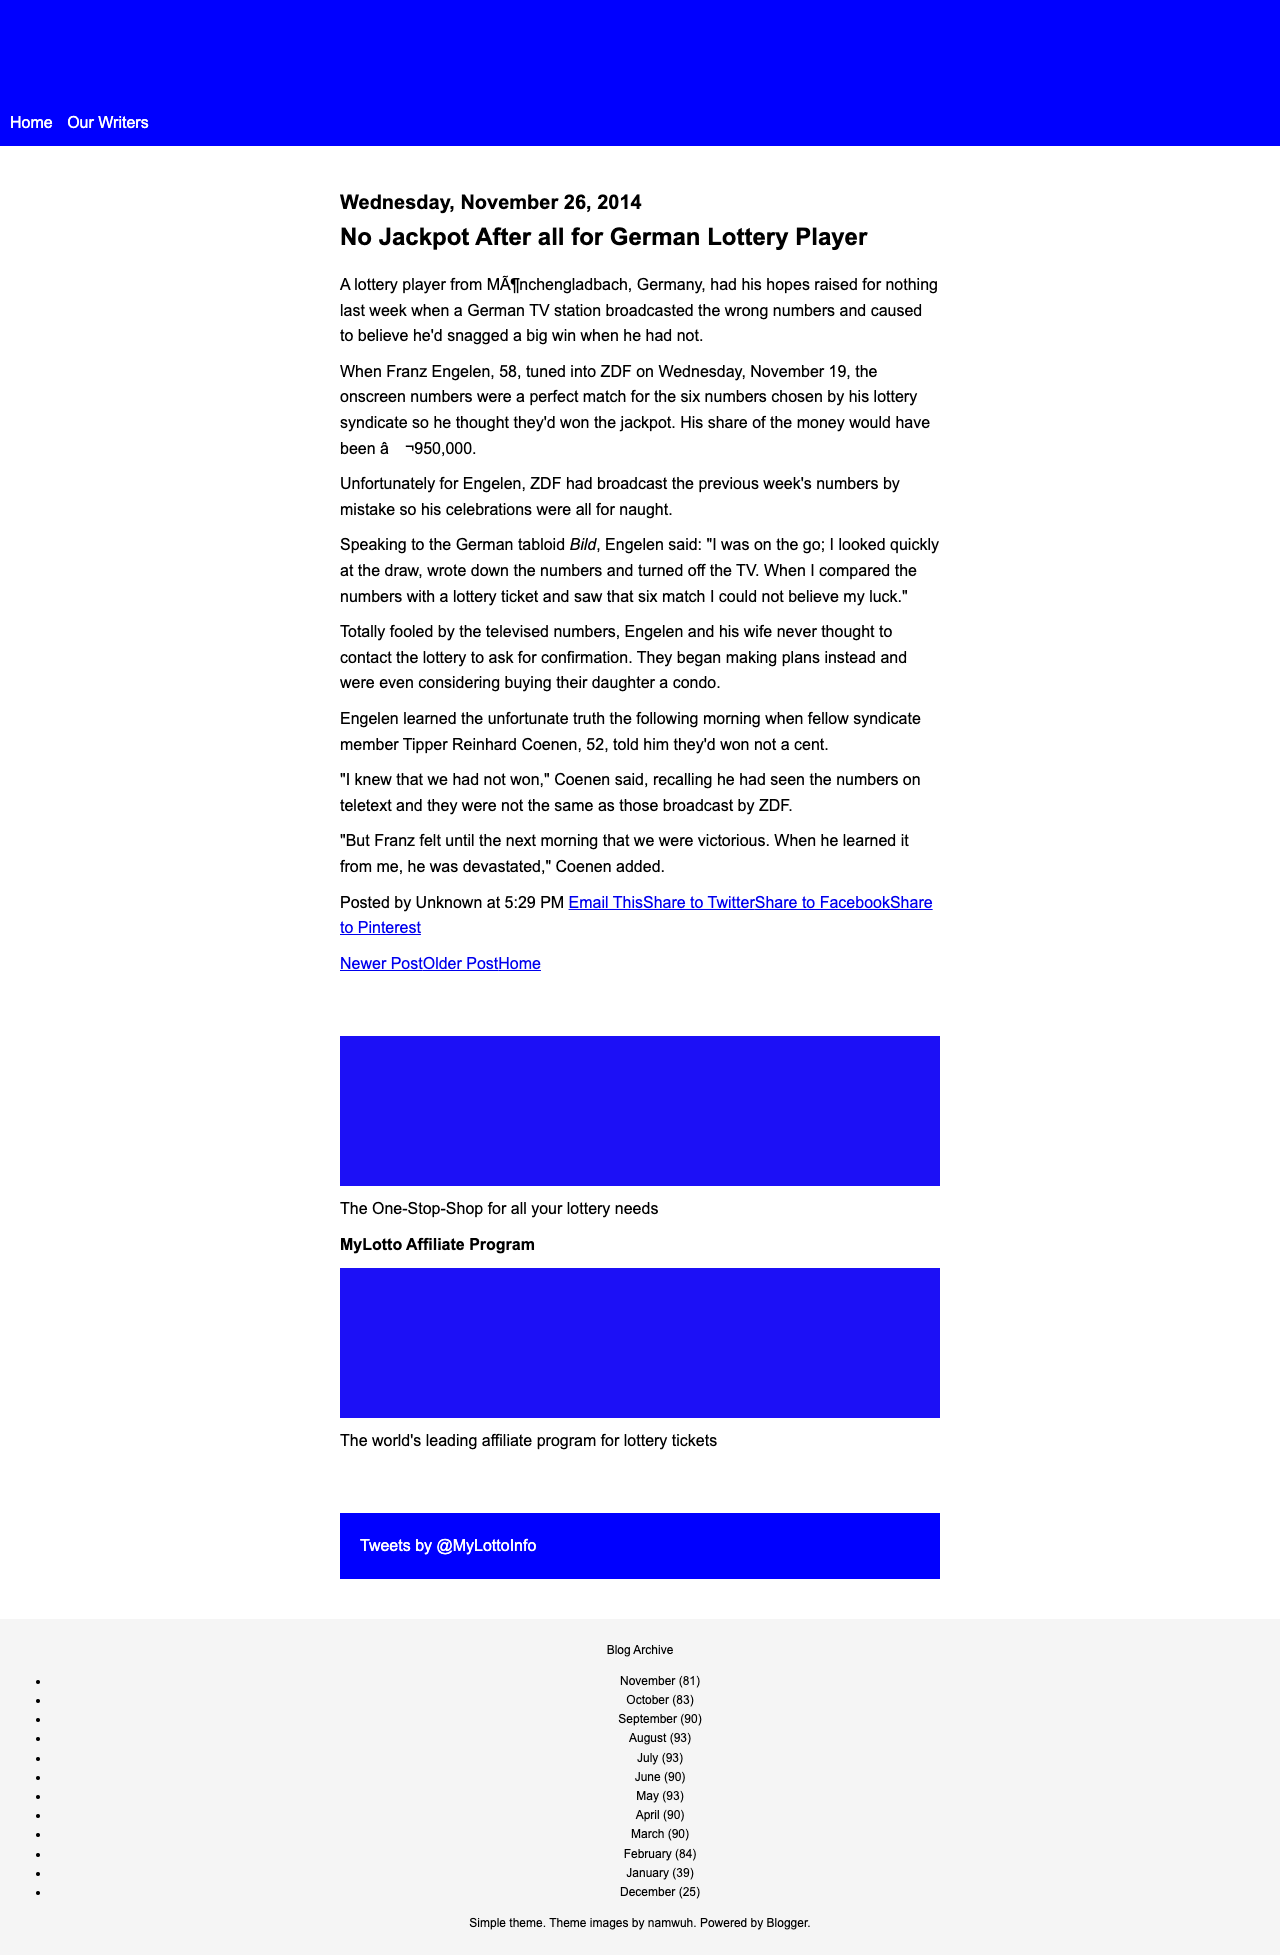 Home Our Writers
Wednesday, November 26, 2014
No Jackpot After all for German Lottery Player
A lottery player from MÃ¶nchengladbach, Germany, had his hopes raised for nothing
last week when a German TV station broadcasted the wrong numbers and caused
to believe he'd snagged a big win when he had not.
When Franz Engelen, 58, tuned into ZDF on Wednesday, November 19, the
onscreen numbers were a perfect match for the six numbers chosen by his lottery
syndicate so he thought they'd won the jackpot. His share of the money would have
been â ¬950,000.
Unfortunately for Engelen, ZDF had broadcast the previous week's numbers by
mistake so his celebrations were all for naught.
Speaking to the German tabloid Bild, Engelen said: "I was on the go; I looked quickly
at the draw, wrote down the numbers and turned off the TV. When I compared the
numbers with a lottery ticket and saw that six match I could not believe my luck."
Totally fooled by the televised numbers, Engelen and his wife never thought to
contact the lottery to ask for confirmation. They began making plans instead and
were even considering buying their daughter a condo.
Engelen learned the unfortunate truth the following morning when fellow syndicate
member Tipper Reinhard Coenen, 52, told him they'd won not a cent.
"I knew that we had not won," Coenen said, recalling he had seen the numbers on
teletext and they were not the same as those broadcast by ZDF.
"But Franz felt until the next morning that we were victorious. When he learned it
from me, he was devastated," Coenen added.
Posted by Unknown at 5:29 PM Email ThisShare to TwitterShare to FacebookShare
to Pinterest
Newer PostOlder PostHome
The One-Stop-Shop for all your lottery needs
MyLotto Affiliate Program
The world's leading affiliate program for lottery tickets
Tweets by @MyLottoInfo
Blog Archive
November (81)
October (83)
September (90)
August (93)
July (93)
June (90)
May (93)
April (90)
March (90)
February (84)
January (39)
December (25)
Simple theme. Theme images by namwuh. Powered by Blogger.